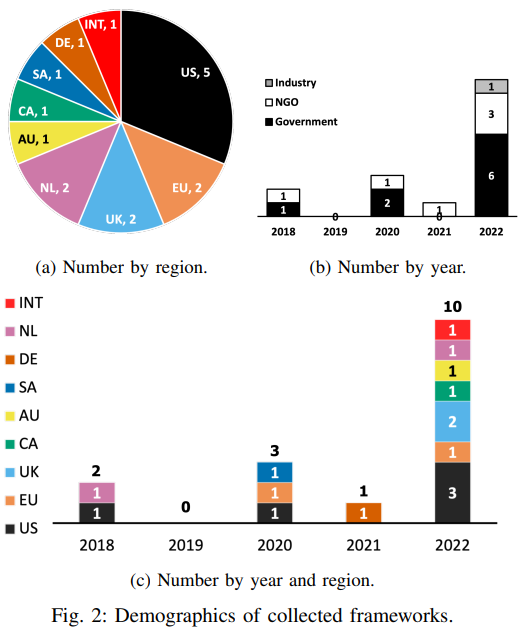 INT, 1
US, 5
EU, 2
UK, 2
NL, 2
AU, 1
CA, 1
SA, 1
DE, 1
(a) Number by region.
Industry
NGO
Government
1
1
0
1
2
1
0
1
3
6
2018 2019 2020 2021 2022
(b) Number by year.
INT
NL
DE
SA
AU
CA
UK
EU
US
2
1
1
0
3
1
1
1
1
1
10
1
1
1
1
2
1
3
2018 2019 2020 2021 2022
(c) Number by year and region.
Fig. 2: Demographics of collected frameworks.